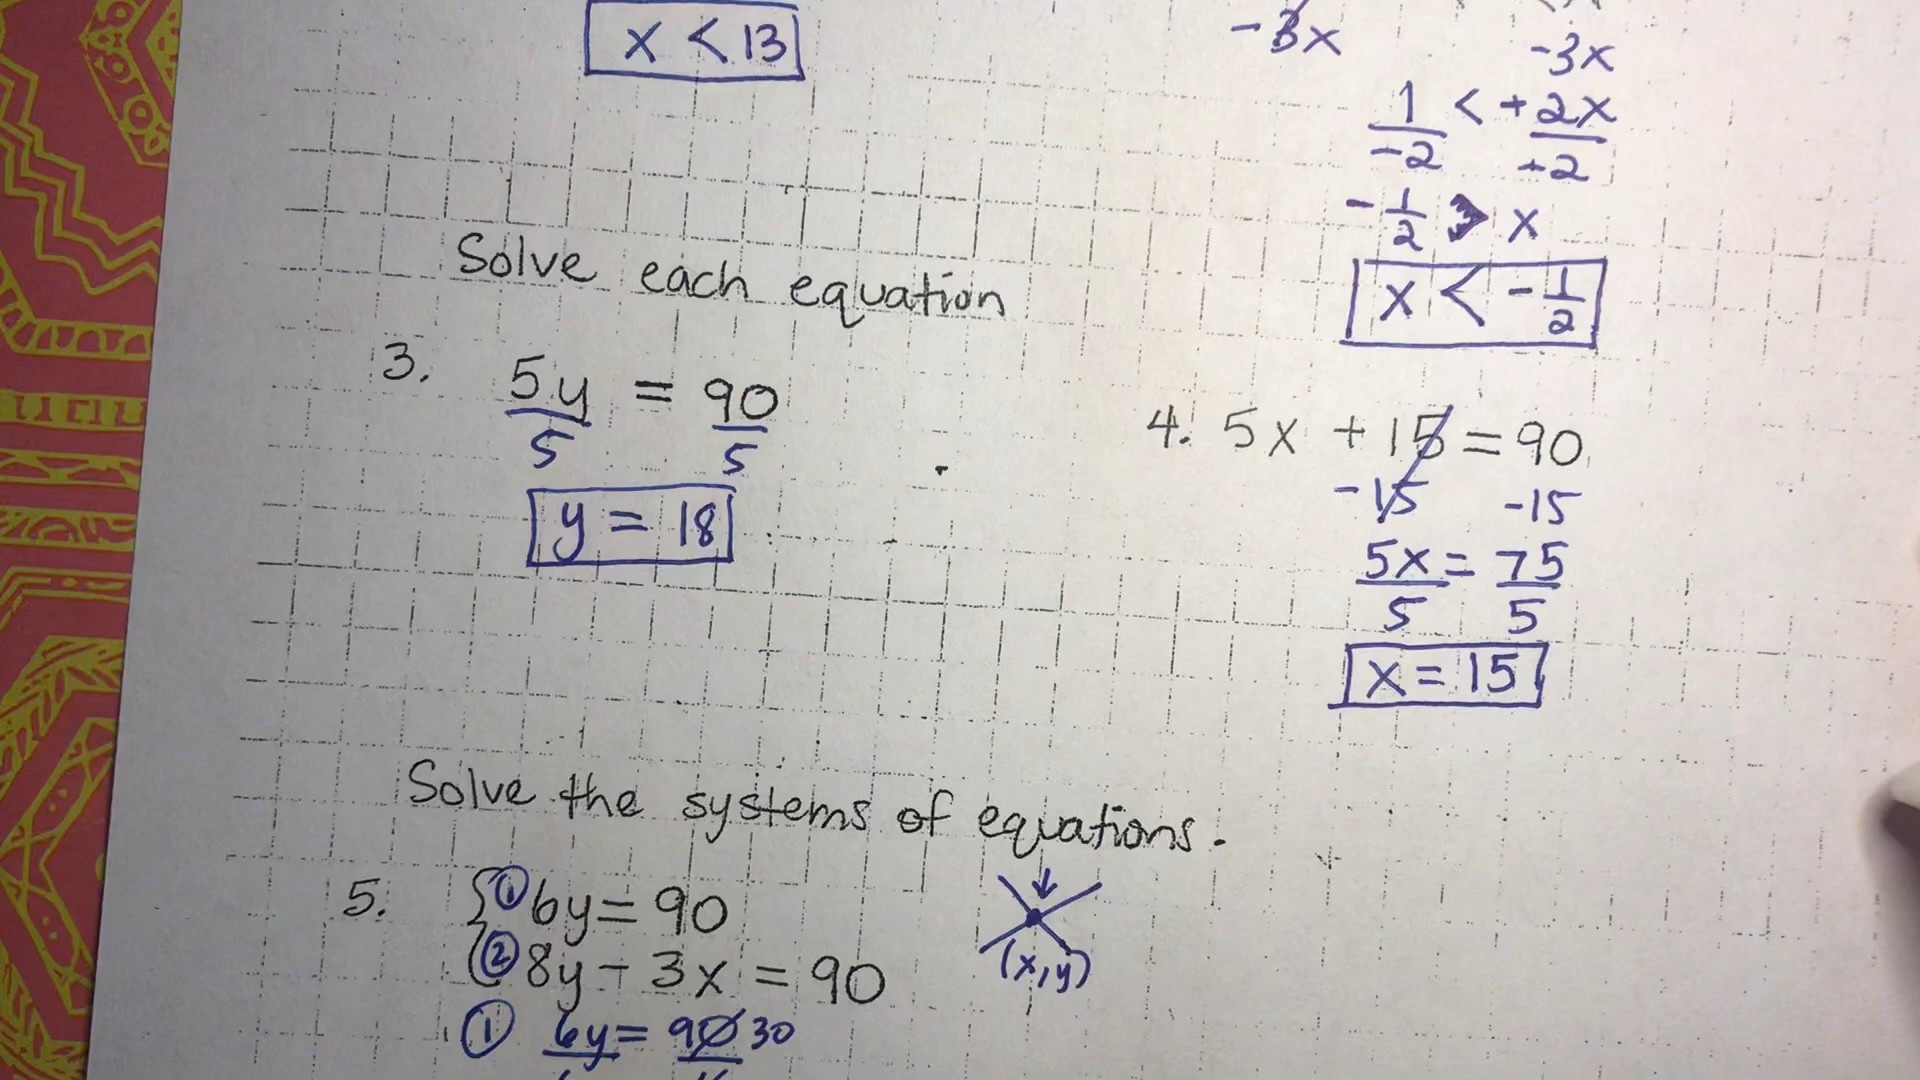 x < 13
-3x -3x
1 < +2x
-2 +2
-1/2 > x
x < -1/2
Solve each equation
3. 5y = 90
5 5
y = 18
4. 5x + 15 = 90
-15 -15
5x = 75
5 5
x = 15
Solve the systems of equations.
5. { ① 6y = 90
② 8y - 3x = 90
(x,y)
① 6y = 90 30